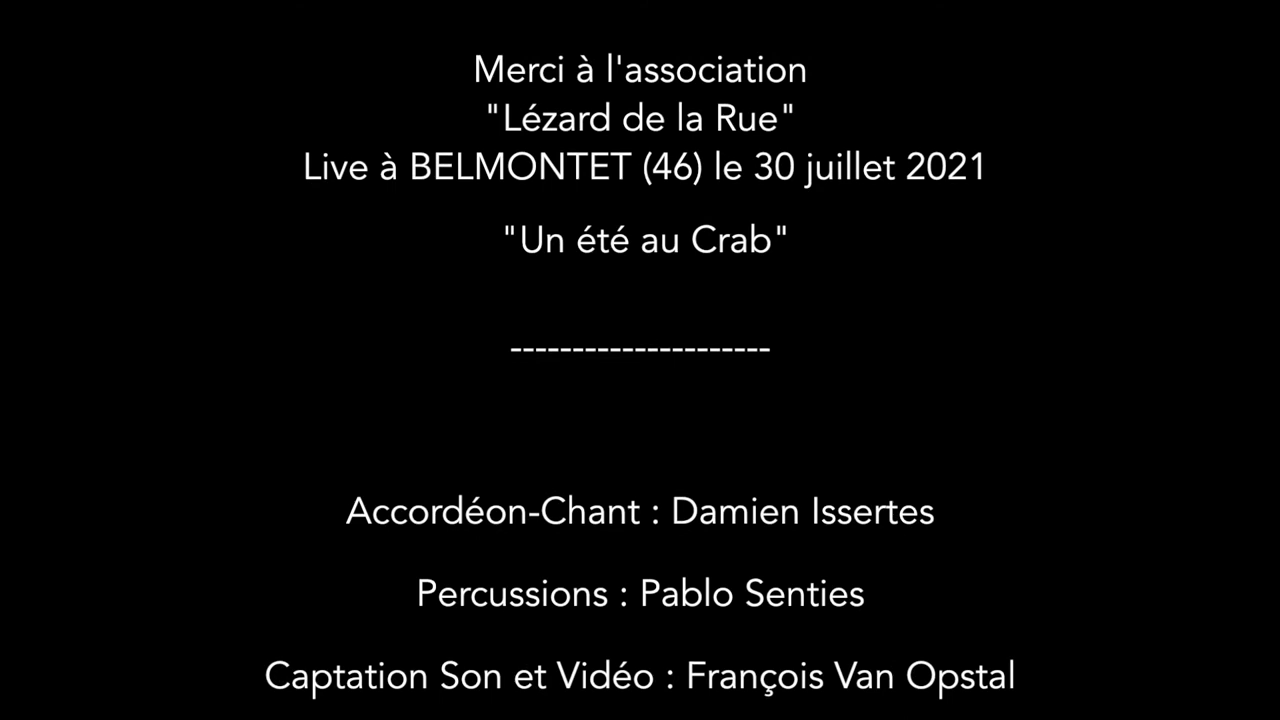 Merci à l'association
"Lézard de la Rue"
Live à BELMONTET (46) le 30 juillet 2021
"Un été au Crab"
---------------------
Accordéon-Chant : Damien Issertes
Percussions : Pablo Senties
Captation Son et Vidéo : François Van Opstal